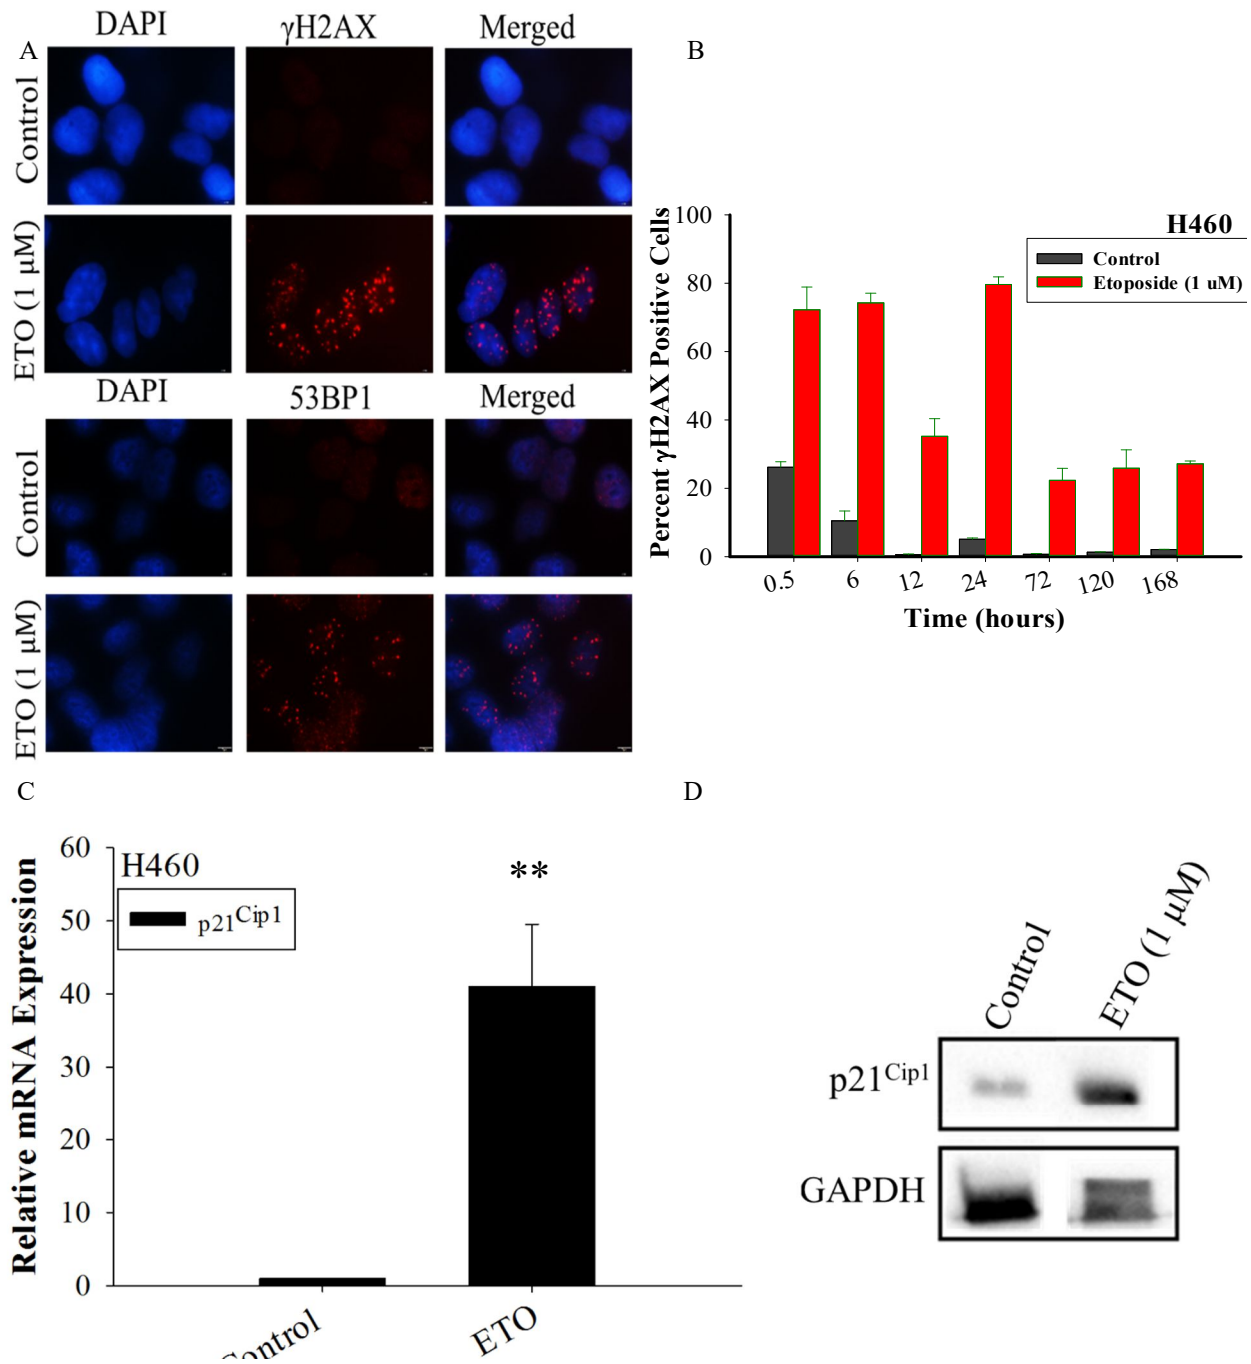 A
DAPI γH2AX Merged
Control
ETO (1 μM)
DAPI 53BP1 Merged
Control
ETO (1 μM)
B
H460
Control
Etoposide (1 uM)
Percent γH2AX Positive Cells
100
80
60
40
20
0
0.5 6 12 24 72 120 168
Time (hours)
C
H460
p21Cip1
**
Relative mRNA Expression
60
50
40
30
20
10
0
Control ETO
D
Control ETO (1 μM)
p21Cip1
GAPDH